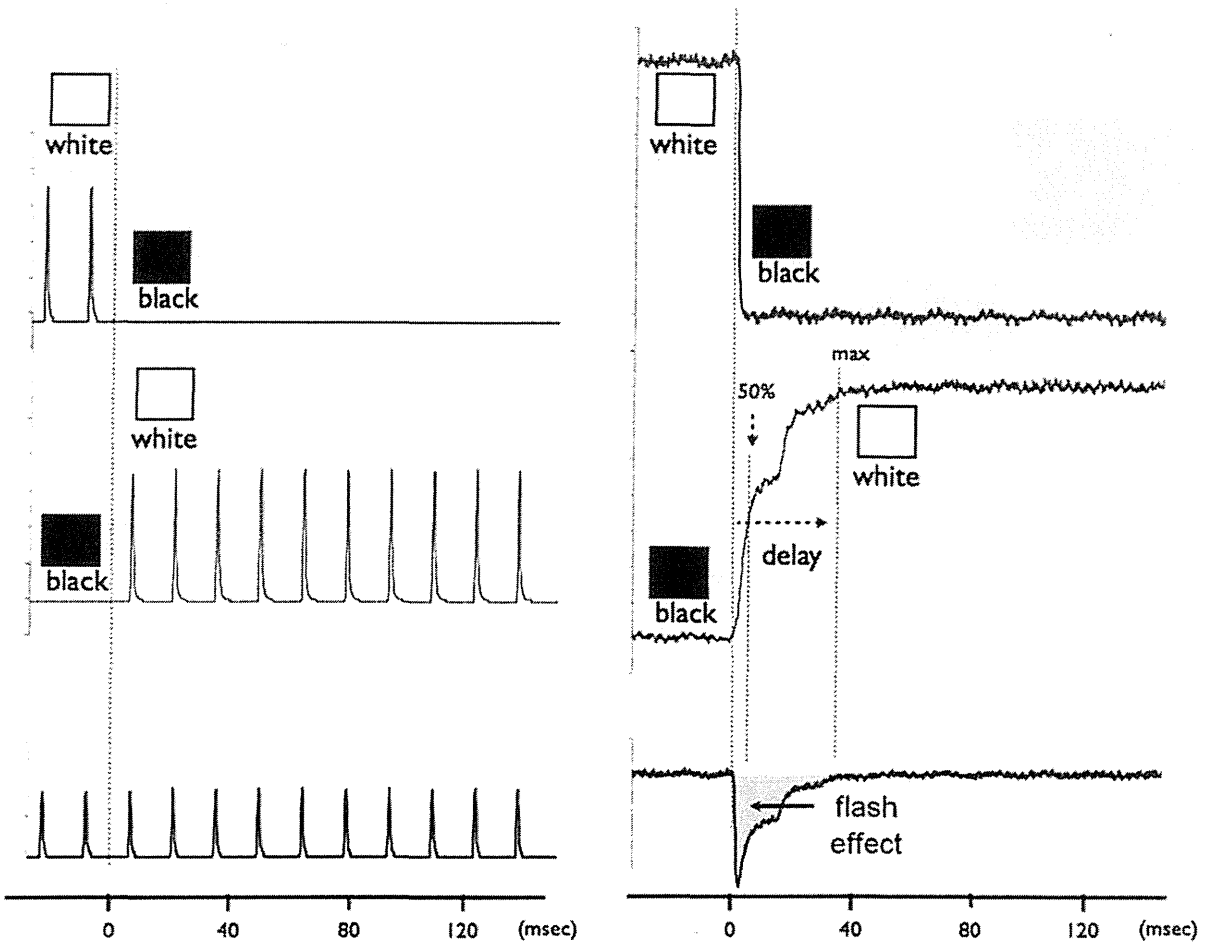 white
black
white
black
0 40 80 120 (msec)
white
black
max
50%
white
delay
black
flash
effect
0 40 80 120 (msec)